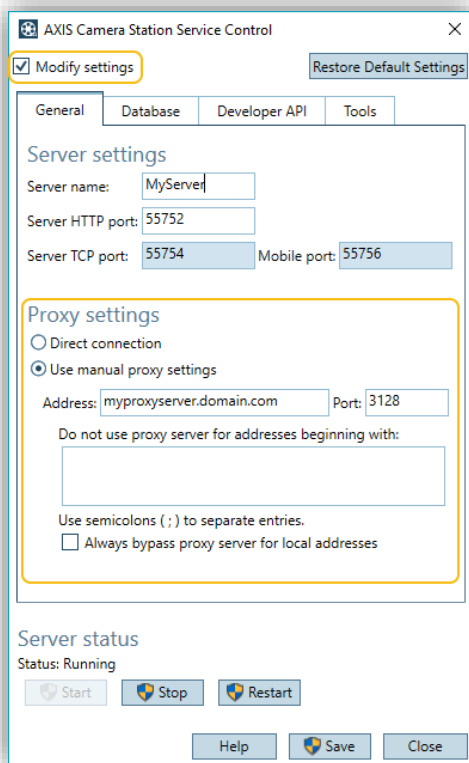 AXIS Camera Station Service Control
Modify settings
Restore Default Settings
General Database Developer API Tools
Server settings
Server name: MyServer
Server HTTP port: 55752
Server TCP port: 55754 Mobile port: 55756
Proxy settings
Direct connection
Use manual proxy settings
Address: myproxyserver.domain.com Port: 3128
Do not use proxy server for addresses beginning with:
Use semicolons ( ; ) to separate entries.
Always bypass proxy server for local addresses
Server status
Status: Running
Start Stop Restart
Help Save Close